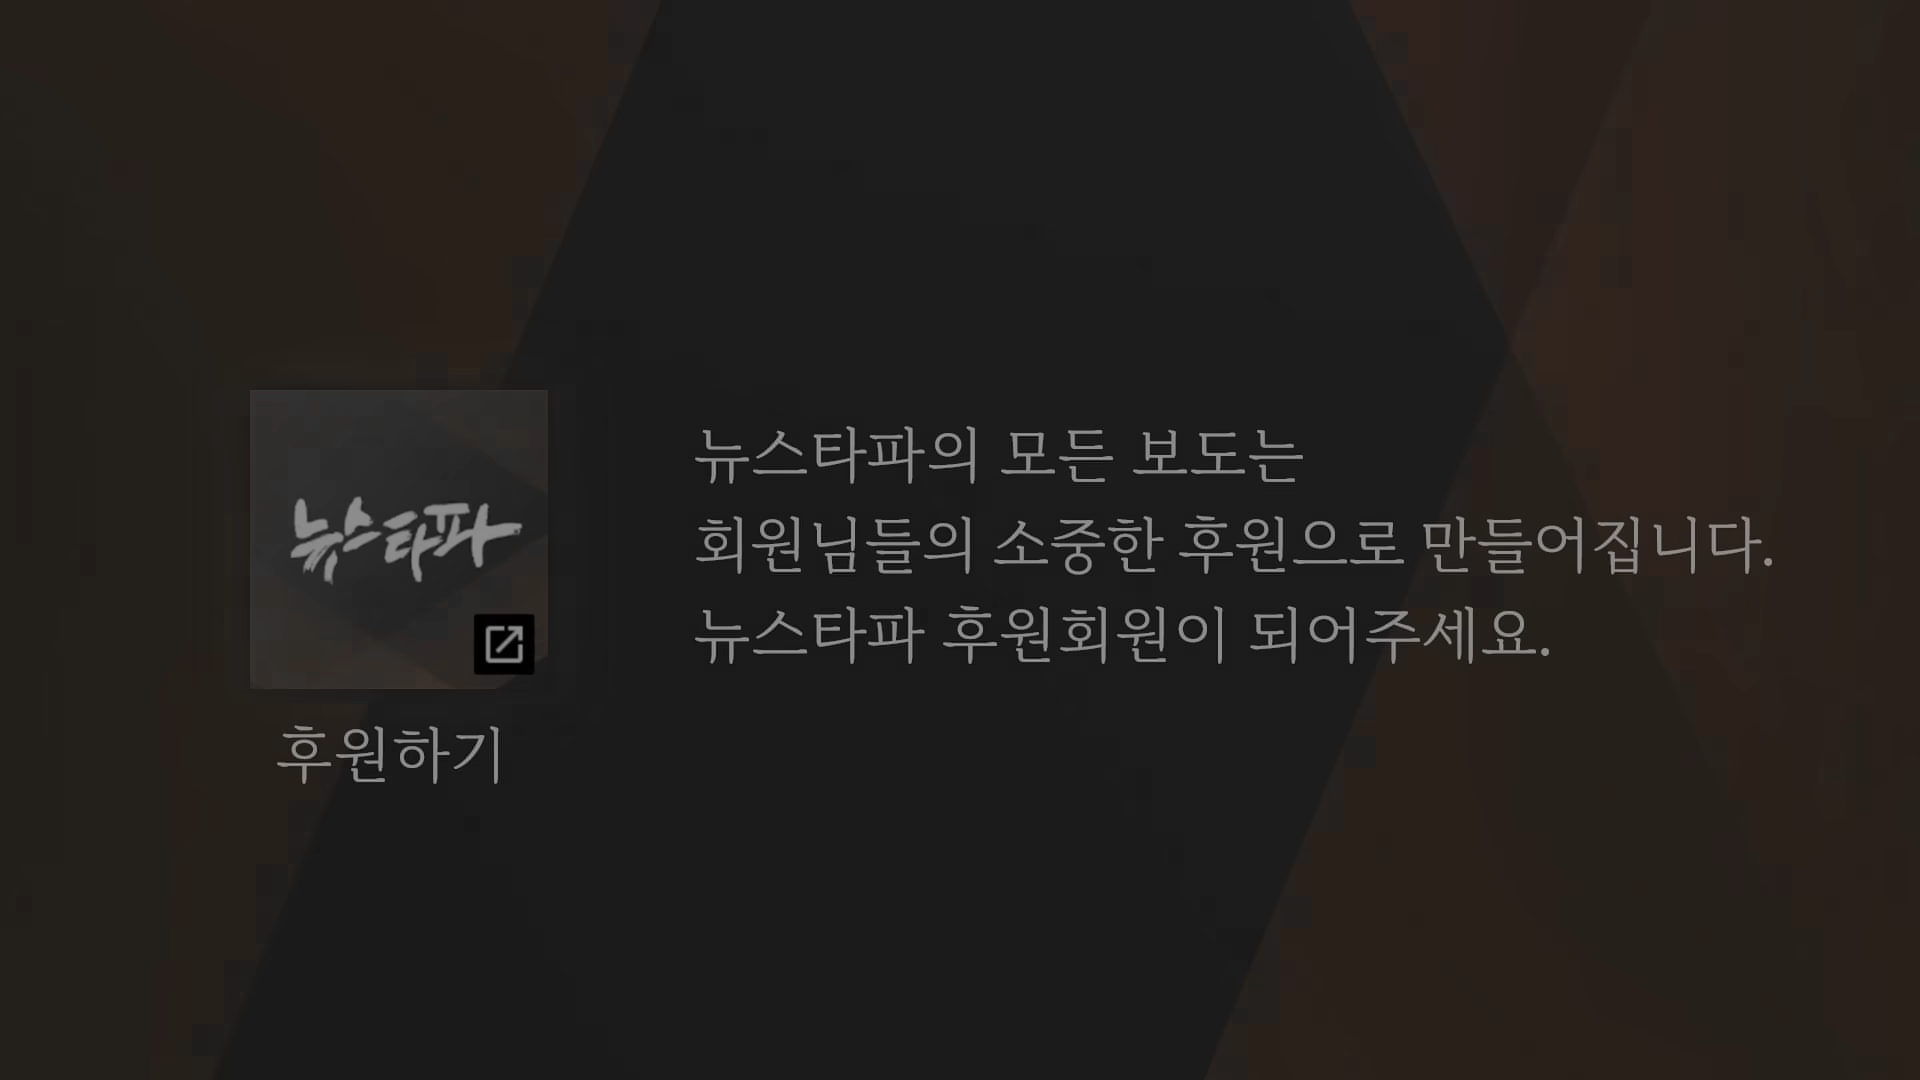 뉴스타파
후원하기
뉴스타파의 모든 보도는
회원님들의 소중한 후원으로 만들어집니다.
뉴스타파 후원회원이 되어주세요.